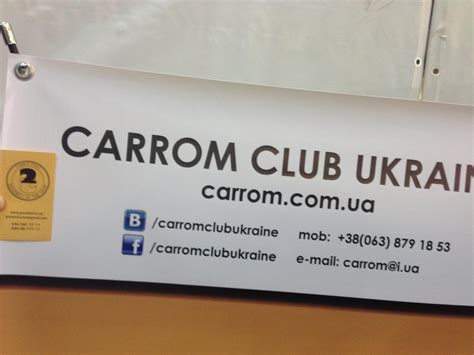 CARROM CLUB UKRAIN
carrom.com.ua
B /carromclubukraine mob: +38(063) 879 18 53
f /carromclubukraine e-mail: carrom@i.ua